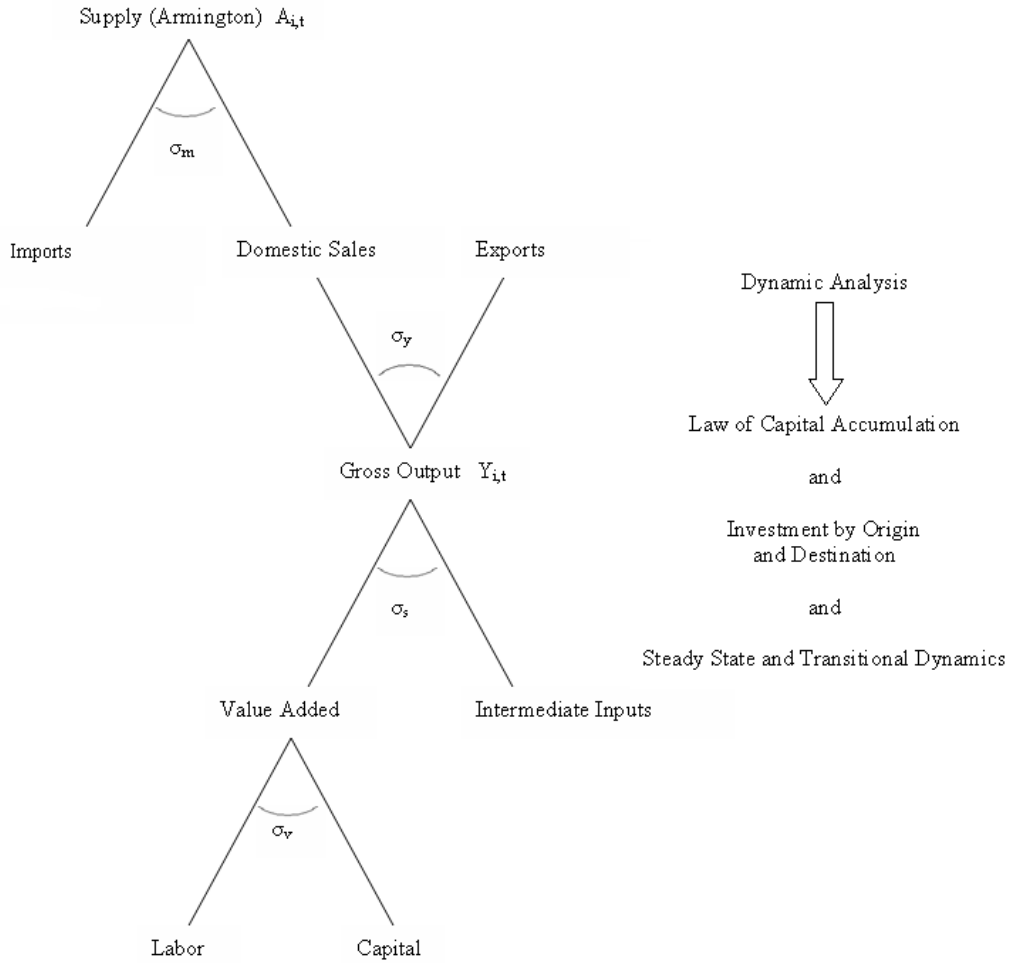 Supply (Armington) A_{i,t}
σ_m
Imports
Domestic Sales
Exports
σ_y
Gross Output Y_{i,t}
σ_s
Value Added
Intermediate Inputs
σ_v
Labor
Capital
Dynamic Analysis
Law of Capital Accumulation
and
Investment by Origin
and Destination
and
Steady State and Transitional Dynamics